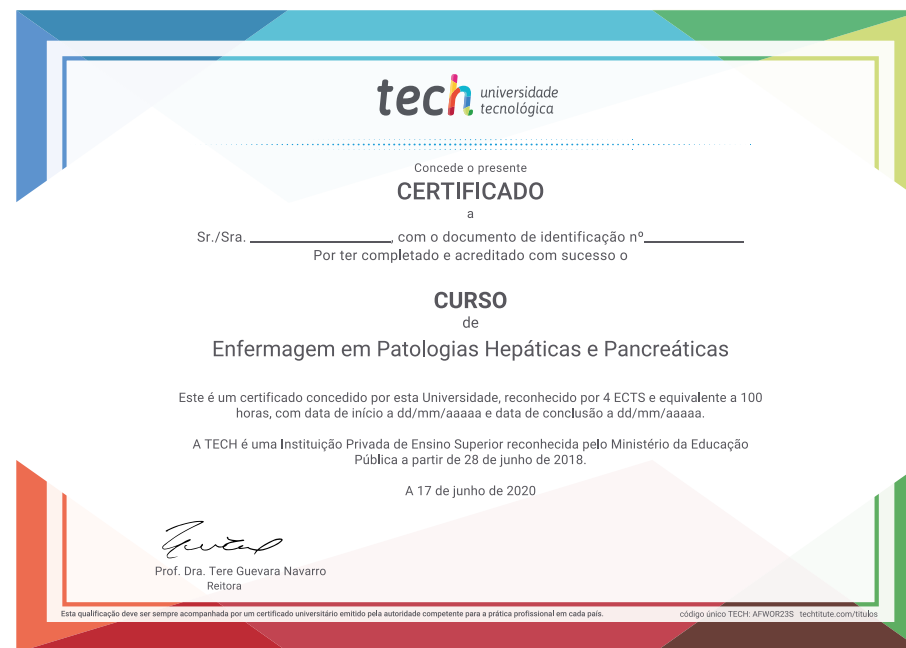 tech universidade
tecnológica
Concede o presente
CERTIFICADO
a
Sr./Sra. , com o documento de identificação nº
Por ter completado e acreditado com sucesso o
CURSO
de
Enfermagem em Patologias Hepáticas e Pancreáticas
Este é um certificado concedido por esta Universidade, reconhecido por 4 ECTS e equivalente a 100
horas, com data de início a dd/mm/aaaaa e data de conclusão a dd/mm/aaaaa.
A TECH é uma Instituição Privada de Ensino Superior reconhecida pelo Ministério da Educação
Pública a partir de 28 de junho de 2018.
A 17 de junho de 2020
Prof. Dra. Tere Guevara Navarro
Reitora
Esta qualificação deve ser sempre acompanhada por um certificado universitário emitido pela autoridade competente para a prática profissional em cada país.
código único TECH: AFWOR23S techtitute.com/titulos